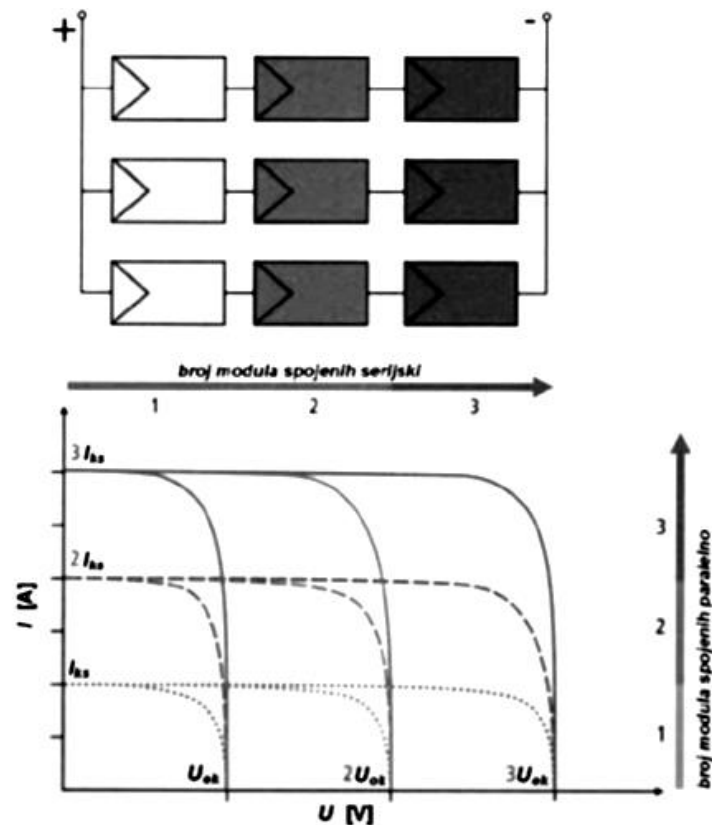 +
-
broj modula spojenih serijski
1 2 3
3 Iks
2 Iks
Iks
I [A]
Uok 2Uok 3Uok
U [V]
3
2
1
broj modula spojenih paralelno